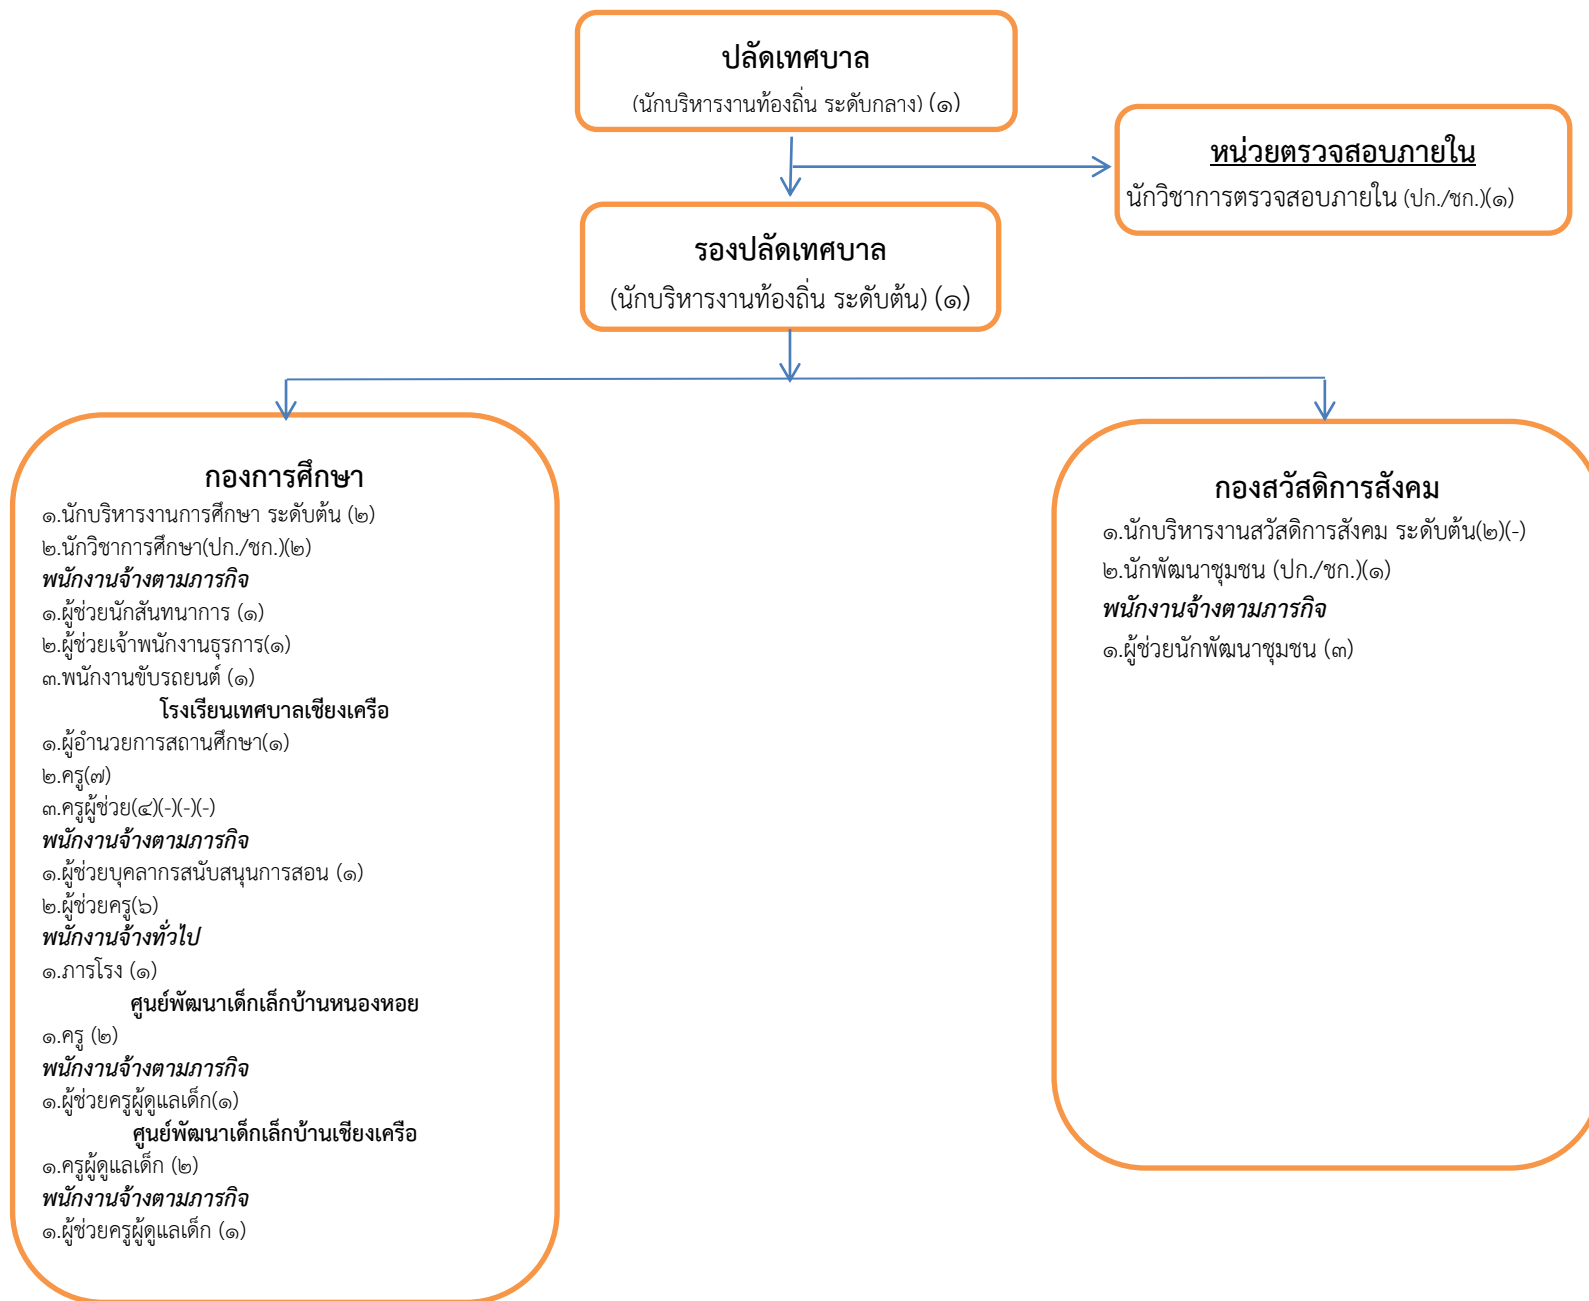 ปลัดเทศบาล
(นักบริหารงานท้องถิ่น ระดับกลาง) (๑)
หน่วยตรวจสอบภายใน
นักวิชาการตรวจสอบภายใน (ปก./ชก.)(๑)
รองปลัดเทศบาล
(นักบริหารงานท้องถิ่น ระดับต้น) (๑)
กองการศึกษา
๑.นักบริหารงานการศึกษา ระดับต้น (๒)
๒.นักวิชาการศึกษา(ปก./ชก.)(๒)
พนักงานจ้างตามภารกิจ
๑.ผู้ช่วยนักสันทนาการ (๑)
๒.ผู้ช่วยเจ้าพนักงานธุรการ(๑)
๓.พนักงานขับรถยนต์ (๑)
โรงเรียนเทศบาลเชียงเครือ
๑.ผู้อำนวยการสถานศึกษา(๑)
๒.ครู(๗)
๓.ครูผู้ช่วย(๔)(-)(-)(-)
พนักงานจ้างตามภารกิจ
๑.ผู้ช่วยบุคลากรสนับสนุนการสอน (๑)
๒.ผู้ช่วยครู(๖)
พนักงานจ้างทั่วไป
๑.ภารโรง (๑)
ศูนย์พัฒนาเด็กเล็กบ้านหนองหอย
๑.ครู (๒)
พนักงานจ้างตามภารกิจ
๑.ผู้ช่วยครูผู้ดูแลเด็ก(๑)
ศูนย์พัฒนาเด็กเล็กบ้านเชียงเครือ
๑.ครูผู้ดูแลเด็ก (๒)
พนักงานจ้างตามภารกิจ
๑.ผู้ช่วยครูผู้ดูแลเด็ก (๑)
กองสวัสดิการสังคม
๑.นักบริหารงานสวัสดิการสังคม ระดับต้น(๒)(-)
๒.นักพัฒนาชุมชน (ปก./ชก.)(๑)
พนักงานจ้างตามภารกิจ
๑.ผู้ช่วยนักพัฒนาชุมชน (๓)